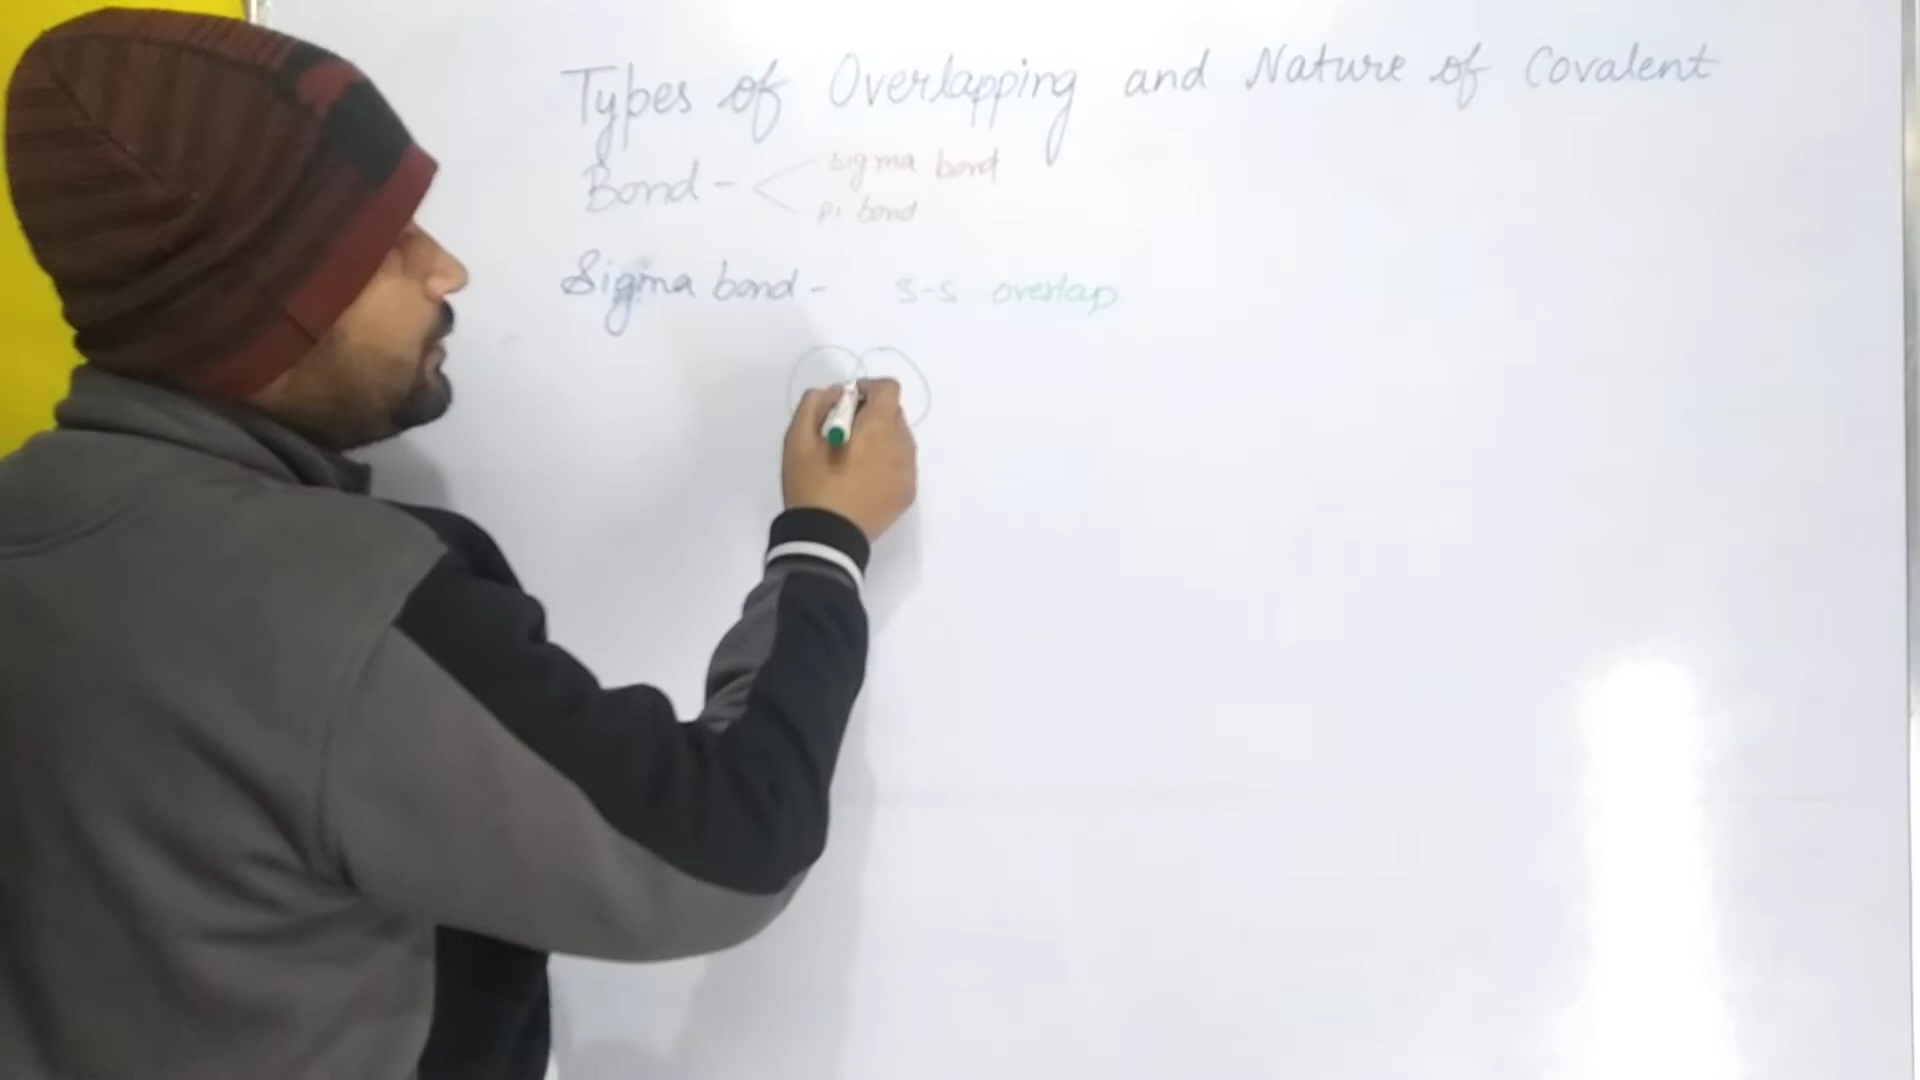 Types of Overlapping and Nature of Covalent
Bond - sigma bond
pi bond
Sigma bond - s-s overlap